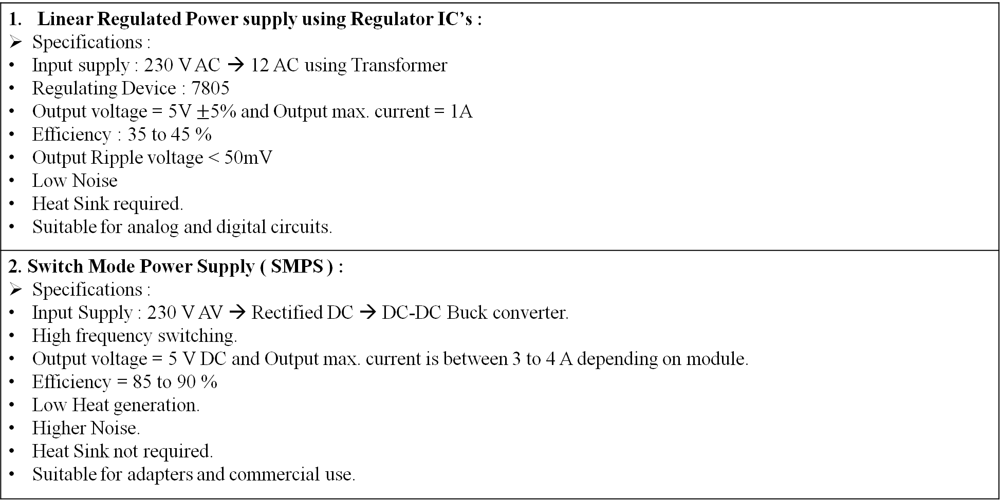 1. Linear Regulated Power supply using Regulator IC’s :
➢ Specifications :
• Input supply : 230 V AC → 12 AC using Transformer
• Regulating Device : 7805
• Output voltage = 5V ±5% and Output max. current = 1A
• Efficiency : 35 to 45 %
• Output Ripple voltage < 50mV
• Low Noise
• Heat Sink required.
• Suitable for analog and digital circuits.
2. Switch Mode Power Supply ( SMPS ) :
➢ Specifications :
• Input Supply : 230 V AV → Rectified DC → DC-DC Buck converter.
• High frequency switching.
• Output voltage = 5 V DC and Output max. current is between 3 to 4 A depending on module.
• Efficiency = 85 to 90 %
• Low Heat generation.
• Higher Noise.
• Heat Sink not required.
• Suitable for adapters and commercial use.